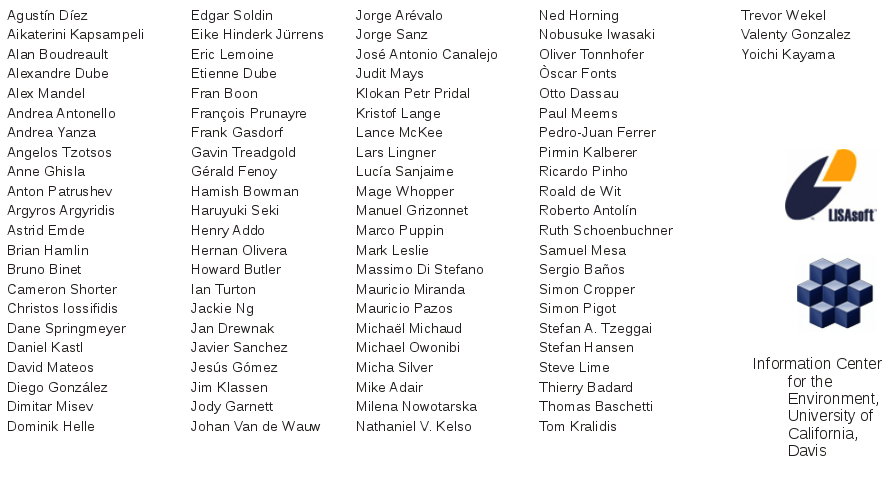 Agustín Díez
Aikaterini Kapsampeli
Alan Boudreault
Alexandre Dube
Alex Mandel
Andrea Antonello
Andrea Yanza
Angelos Tzotsos
Anne Ghisla
Anton Patrushev
Argyros Argyridis
Astrid Emde
Brian Hamlin
Bruno Binet
Cameron Shorter
Christos Iossifidis
Dane Springmeyer
Daniel Kastl
David Mateos
Diego González
Dimitar Misev
Dominik Helle
Edgar Soldin
Eike Hinderk Jürrens
Eric Lemoine
Etienne Dube
Fran Boon
François Prunayre
Frank Gasdorf
Gavin Treadgold
Gérald Fenoy
Hamish Bowman
Haruyuki Seki
Henry Addo
Hernan Olivera
Howard Butler
Ian Turton
Jackie Ng
Jan Drewnak
Javier Sanchez
Jesús Gómez
Jim Klassen
Jody Garnett
Johan Van de Wauw
Jorge Arévalo
Jorge Sanz
José Antonio Canalejo
Judit Mays
Klokan Petr Pridal
Kristof Lange
Lance McKee
Lars Lingner
Lucía Sanjaime
Mage Whopper
Manuel Grizonnet
Marco Puppin
Mark Leslie
Massimo Di Stefano
Mauricio Miranda
Mauricio Pazos
Michaël Michaud
Michael Owonibi
Micha Silver
Mike Adair
Milena Nowotarska
Nathaniel V. Kelso
Ned Horning
Nobusuke Iwasaki
Oliver Tonnhofer
Òscar Fonts
Otto Dassau
Paul Meems
Pedro-Juan Ferrer
Pirmin Kalberer
Ricardo Pinho
Roald de Wit
Roberto Antolín
Ruth Schoenbuchner
Samuel Mesa
Sergio Baños
Simon Cropper
Simon Pigot
Stefan A. Tzeggai
Stefan Hansen
Steve Lime
Thierry Badard
Thomas Baschetti
Tom Kralidis
Trevor Wekel
Valenty Gonzalez
Yoichi Kayama
LISAsoft
Information Center
for the
Environment,
University of
California,
Davis